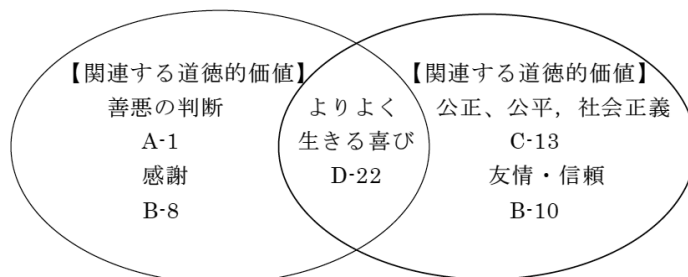 【関連する道徳的価値】
善悪の判断
A-1
感謝
B-8
よりよく
生きる喜び
D-22
【関連する道徳的価値】
公正、公平，社会正義
C-13
友情・信頼
B-10